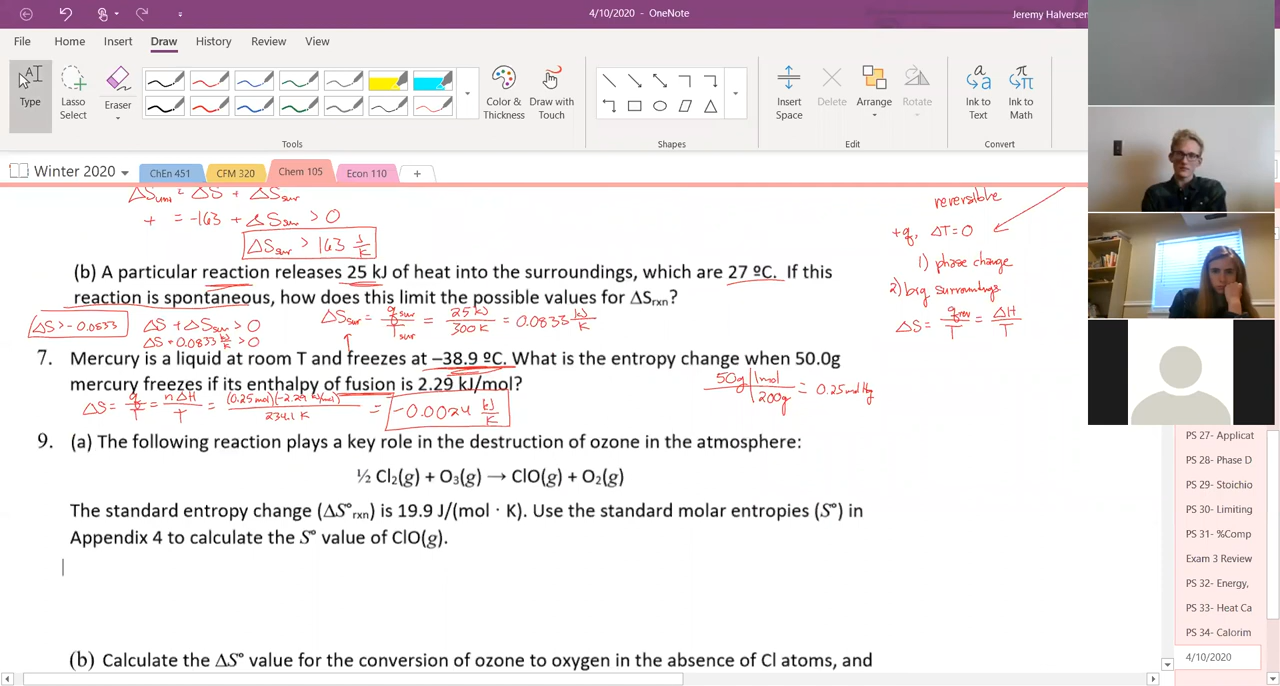 4/10/2020 - OneNote
Jeremy Halversen
File Home Insert Draw History Review View
Type
Lasso Select
Eraser
Color & Thickness
Draw with Touch
Insert Space
Delete
Arrange
Rotate
Ink to Text
Ink to Math
Tools
Shapes
Edit
Convert
Winter 2020 ChEn 451 CFM 320 Chem 105 Econ 110 +
ΔS_uni = ΔS + ΔS_sur
+ = -163 + ΔS_sur > 0
ΔS_sur > 163 J/K
reversible
+q, ΔT=0
1) phase change
2) big surroundings
ΔS = q_rev/T = ΔH/T
(b) A particular reaction releases 25 kJ of heat into the surroundings, which are 27 ºC. If this
reaction is spontaneous, how does this limit the possible values for ΔSrxn?
ΔS > -0.0833
ΔS + ΔS_sur > 0
ΔS + 0.0833 kJ/K > 0
ΔS_sur = q_sur/T_sur = 25 kJ/300 K = 0.0833 kJ/K
7. Mercury is a liquid at room T and freezes at –38.9 ºC. What is the entropy change when 50.0g
mercury freezes if its enthalpy of fusion is 2.29 kJ/mol?
50g | 1mol / 200g = 0.25 mol Hg
ΔS = q/T = nΔH/T = (0.25 mol)(-2.29 kJ/mol)/234.1 K = -0.0024 kJ/K
9. (a) The following reaction plays a key role in the destruction of ozone in the atmosphere:
½ Cl₂(g) + O₃(g) → ClO(g) + O₂(g)
The standard entropy change (ΔS°rxn) is 19.9 J/(mol · K). Use the standard molar entropies (S°) in
Appendix 4 to calculate the S° value of ClO(g).
(b) Calculate the ΔS° value for the conversion of ozone to oxygen in the absence of Cl atoms, and
PS 27- Applicat
PS 28- Phase D
PS 29- Stoichio
PS 30- Limiting
PS 31- %Comp
Exam 3 Review
PS 32- Energy,
PS 33- Heat Ca
PS 34- Calorim
4/10/2020